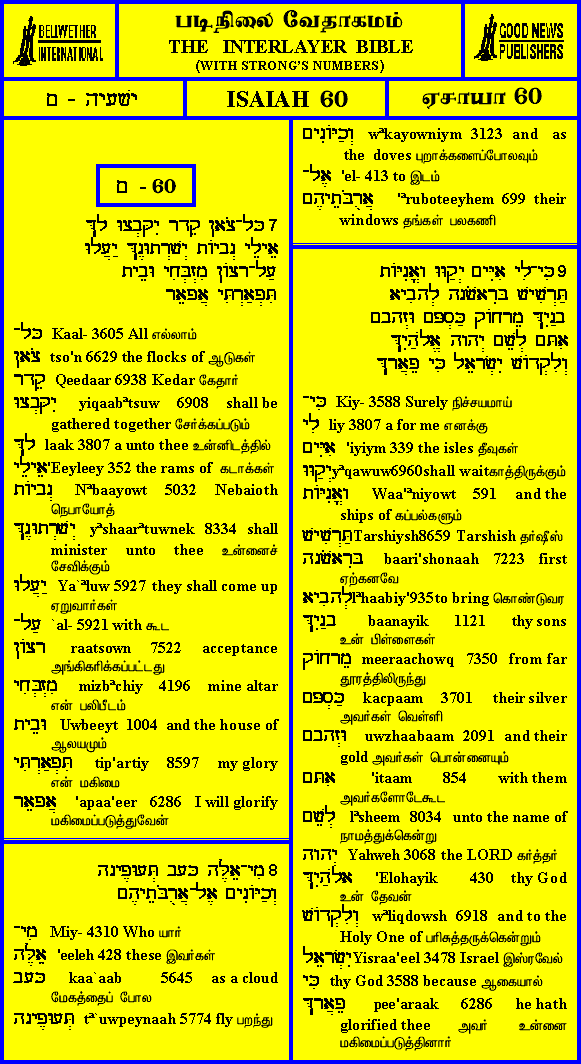 BELLWETHER
INTERNATIONAL
படிநிலை வேதாகமம்
THE INTERLAYER BIBLE
(WITH STRONG'S NUMBERS)
GOOD NEWS
PUBLISHERS
ישעיה - ם
ISAIAH 60
ஏசாயா 60
ם - 60
7 כָּל־צֹאן קֵדָר יִקָּבְצוּ לָךְ
אֵילֵי נְבָיוֹת יְשָׁרְתוּנֶךְ יַעֲלוּ
עַל־רָצוֹן מִזְבְּחִי וּבֵית
תִּפְאַרְתִּי אֲפָאֵר
כָּל־ Kaal- 3605 All எல்லாம்
צֹאן tso'n 6629 the flocks of ஆடுகள்
קֵדָר Qeedaar 6938 Kedar கேதார்
יִקָּבְצוּ yiqaabᵃtsuw 6908 shall be
gathered together சேர்க்கப்படும்
לָךְ laak 3807 a unto thee உன்னிடத்தில்
אֵילֵי 'Eeyleey 352 the rams of கடாக்கள்
נְבָיוֹת Nᵃbaayowt 5032 Nebaioth
நெபாயோத்
יְשָׁרְתוּנֶךְ yᵃshaarᵃtuwnek 8334 shall
minister unto thee உன்னைச்
சேவிக்கும்
יַעֲלוּ Ya`ᵃluw 5927 they shall come up
ஏறுவார்கள்
עַל־ `al- 5921 with கூட
רָצוֹן raatsown 7522 acceptance
அங்கிகரிக்கப்பட்டது
מִזְבְּחִי mizbᵃchiy 4196 mine altar
என் பலிபீடம்
וּבֵית Uwbeeyt 1004 and the house of
ஆலயமும்
תִּפְאַרְתִּי tip'artiy 8597 my glory
என் மகிமை
אֲפָאֵר 'apaa'eer 6286 I will glorify
மகிமைப்படுத்துவேன்
8 מִי־אֵלֶּה כָּעָב תְּעוּפֶינָה
וְכַיּוֹנִים אֶל־אֲרֻבֹּתֵיהֶם
מִי־ Miy- 4310 Who யார்
אֵלֶּה 'eeleh 428 these இவர்கள்
כָּעָב kaa`aab 5645 as a cloud
மேகத்தைப் போல
תְּעוּפֶינָה tᵃ`uwpeynaah 5774 fly பறந்து
וְכַיּוֹנִים wᵃkayowniym 3123 and as
the doves புறாக்களைப்போலவும்
אֶל־ 'el- 413 to இடம்
אֲרֻבֹּתֵיהֶם 'ᵃruboteeyhem 699 their
windows தங்கள் பலகணி
9 כִּי־לִי אִיִּים יְקַוּוּ וָאֳנִיּוֹת
תַּרְשִׁישׁ בָּרִאשֹׁנָה לְהָבִיא
בָנַיִךְ מֵרָחוֹק כַּסְפָּם וּזְהָבָם
אִתָּם לְשֵׁם יְהוָה אֱלֹהַיִךְ
וְלִקְדוֹשׁ יִשְׂרָאֵל כִּי פֵאֲרָךְ
כִּי־ Kiy- 3588 Surely நிச்சயமாய்
לִי liy 3807 a for me எனக்கு
אִיִּים 'iyiym 339 the isles தீவுகள்
יְקַוּוּ yᵃqawuw6960shall waitகாத்திருக்கும்
וָאֳנִיּוֹת Waa'ᵃniyowt 591 and the
ships of கப்பல்களும்
תַּרְשִׁישׁ Tarshiysh8659 Tarshish தர்ஷீஸ்
בָּרִאשֹׁנָה baari'shonaah 7223 first
ஏற்கனவே
לְהָבִיא lᵃhaabiy'935to bring கொண்டுவர
בָנַיִךְ baanayik 1121 thy sons
உன் பிள்ளைகள்
מֵרָחוֹק meeraachowq 7350 from far
தூரத்திலிருந்து
כַּסְפָּם kacpaam 3701 their silver
அவர்கள் வெள்ளி
וּזְהָבָם uwzhaabaam 2091 and their
gold அவர்கள் பொன்னையும்
אִתָּם 'itaam 854 with them
அவர்களோடேகூட
לְשֵׁם lᵃsheem 8034 unto the name of
நாமத்துக்கென்று
יְהוָה Yahweh 3068 the LORD கர்த்தர்
אֱלֹהַיִךְ 'Elohayik 430 thy God
உன் தேவன்
וְלִקְדוֹשׁ wᵃliqdowsh 6918 and to the
Holy One of பரிசுத்தருக்கென்றும்
יִשְׂרָאֵל Yisraa'eel 3478 Israel இஸ்ரவேல்
כִּי thy God 3588 because ஆகையால்
פֵאֲרָךְ pee'araak 6286 he hath
glorified thee அவர் உன்னை
மகிமைப்படுத்தினார்